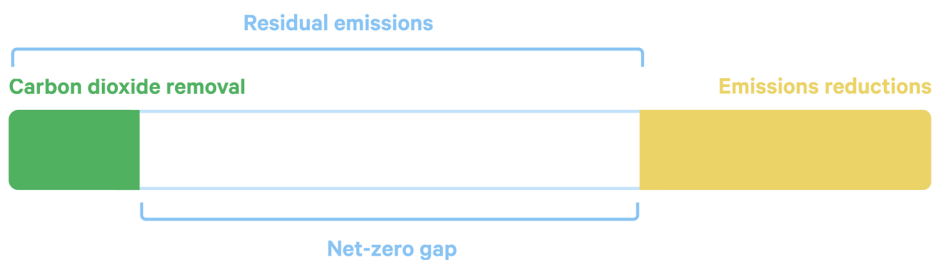 Residual emissions
Carbon dioxide removal
Emissions reductions
Net-zero gap